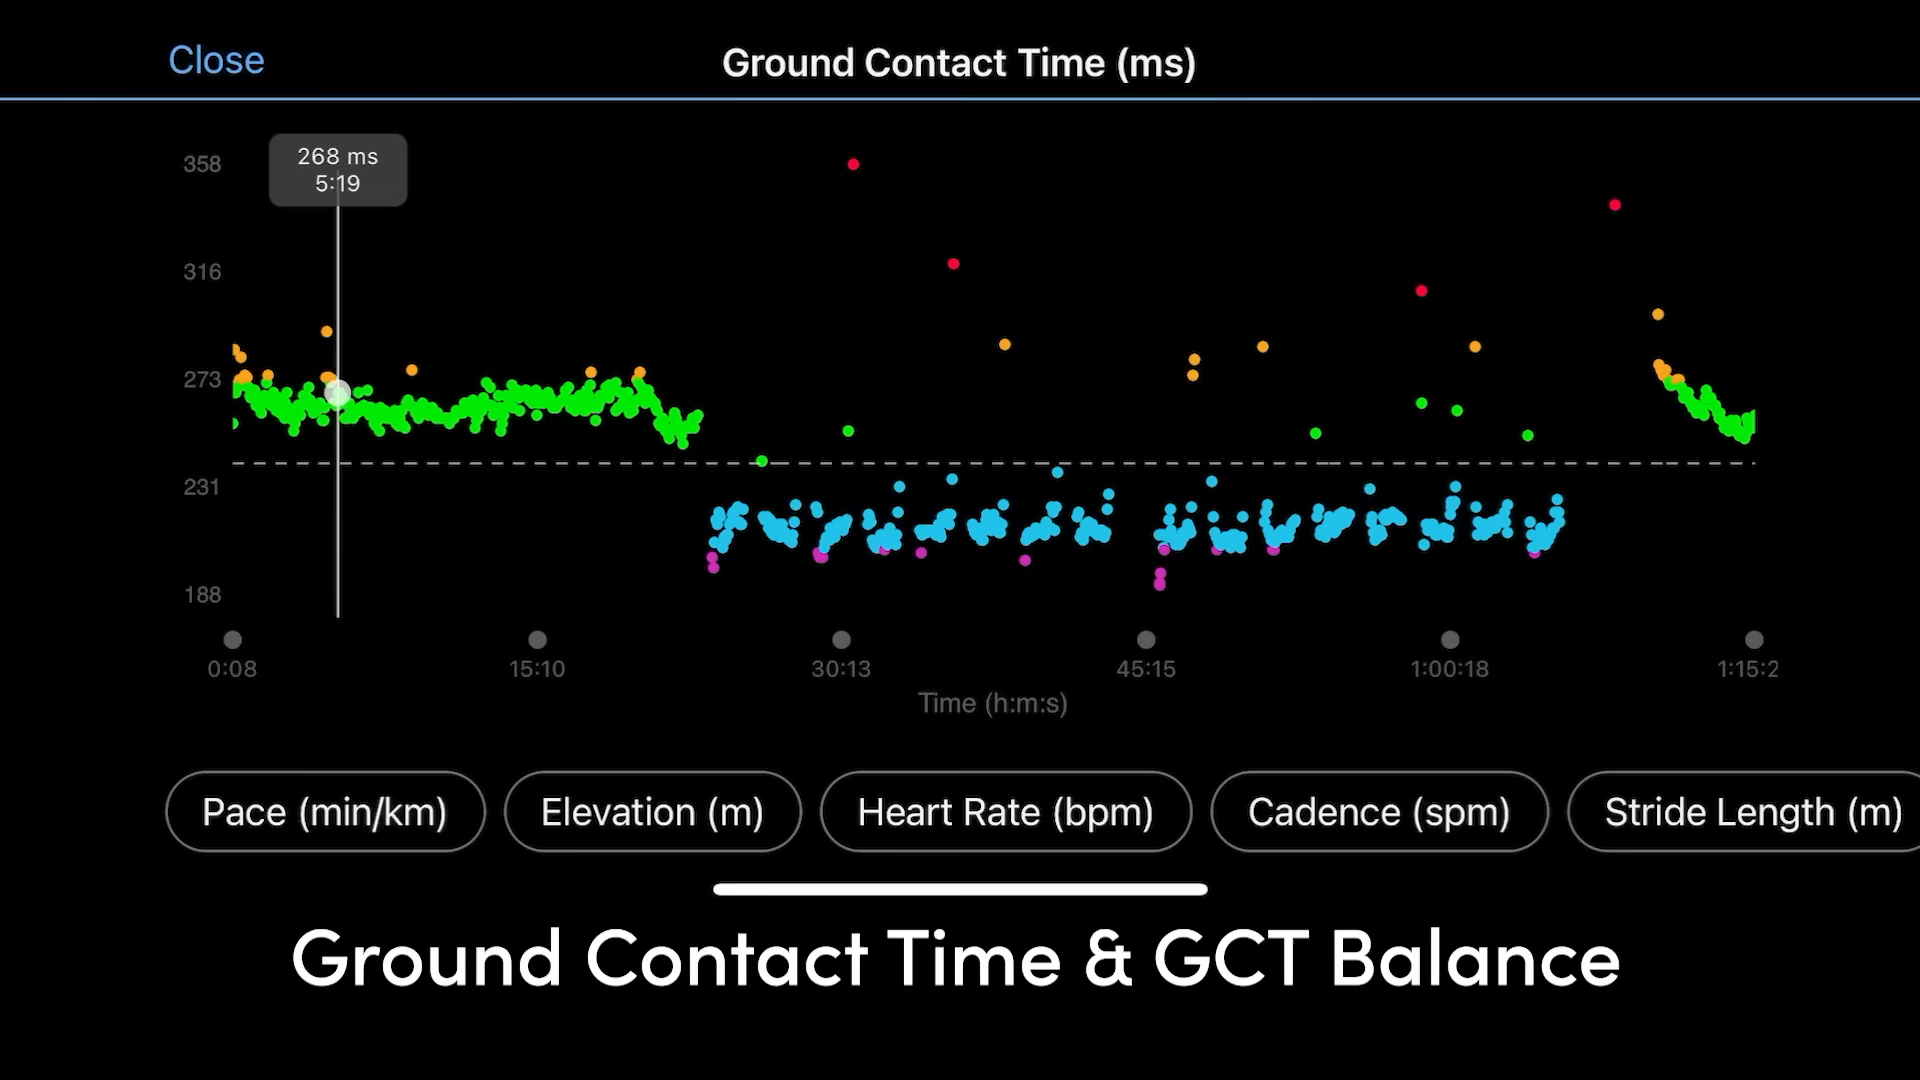 Close
Ground Contact Time (ms)
268 ms
5:19
358
316
273
231
188
0:08
15:10
30:13
45:15
1:00:18
1:15:2
Time (h:m:s)
Pace (min/km)
Elevation (m)
Heart Rate (bpm)
Cadence (spm)
Stride Length (m)
Ground Contact Time & GCT Balance